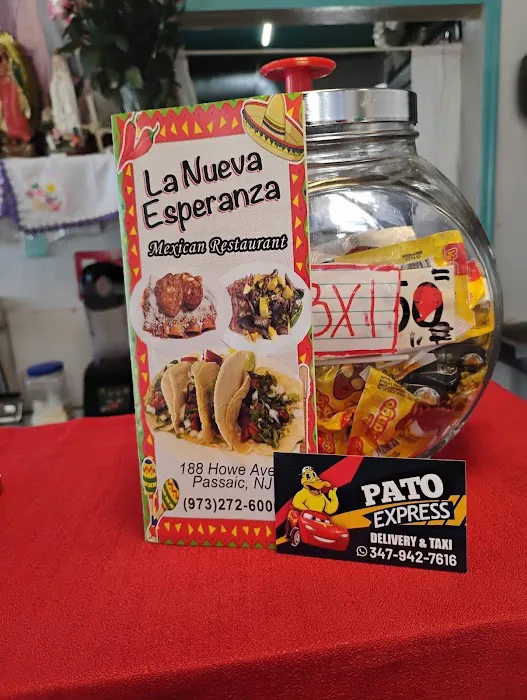 La Nueva
Esperanza
Mexican Restaurant
3X1
50
188 Howe Ave
Passaic, NJ
(973)272-600
PATO
EXPRESS
DELIVERY & TAXI
347-942-7616